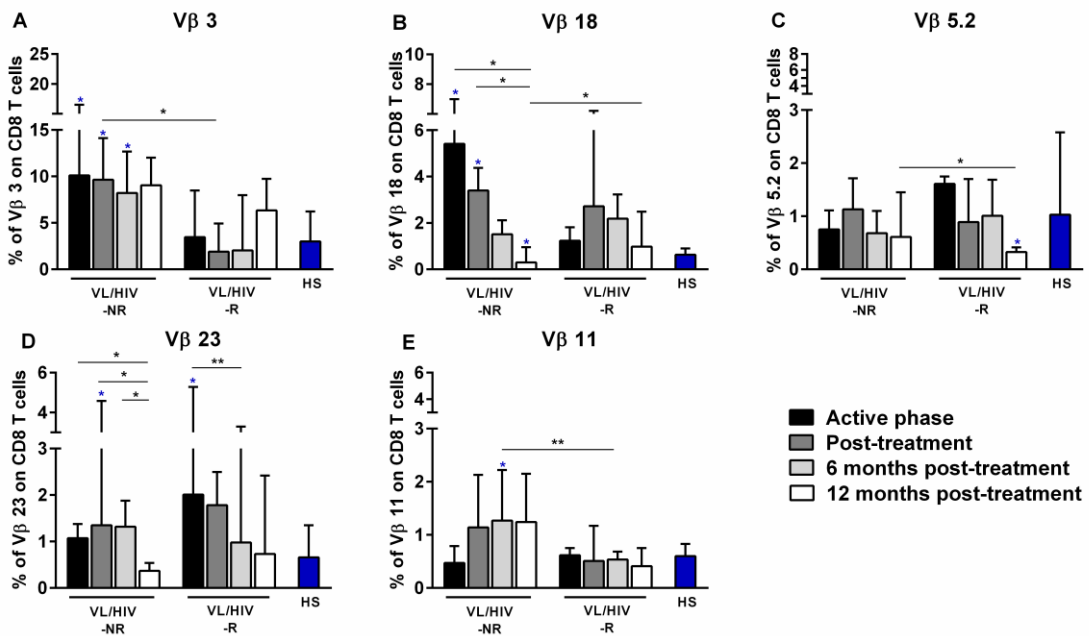 A
Vβ 3
% of Vβ 3 on CD8 T cells
25
20
15
10
5
0
*
*
*
*
VL/HIV
-NR
VL/HIV
-R
HS
B
Vβ 18
% of Vβ 18 on CD8 T cells
10
8
6
4
2
0
*
*
*
*
*
*
VL/HIV
-NR
VL/HIV
-R
HS
C
Vβ 5.2
% of Vβ 5.2 on CD8 T cells
8
7
6
5
4
3
2
1
0
*
*
VL/HIV
-NR
VL/HIV
-R
HS
D
Vβ 23
% of Vβ 23 on CD8 T cells
6
4
3
2
1
0
*
*
*
*
*
**
VL/HIV
-NR
VL/HIV
-R
HS
E
Vβ 11
% of Vβ 11 on CD8 T cells
6
5
4
3
2
1
0
*
**
VL/HIV
-NR
VL/HIV
-R
HS
Active phase
Post-treatment
6 months post-treatment
12 months post-treatment